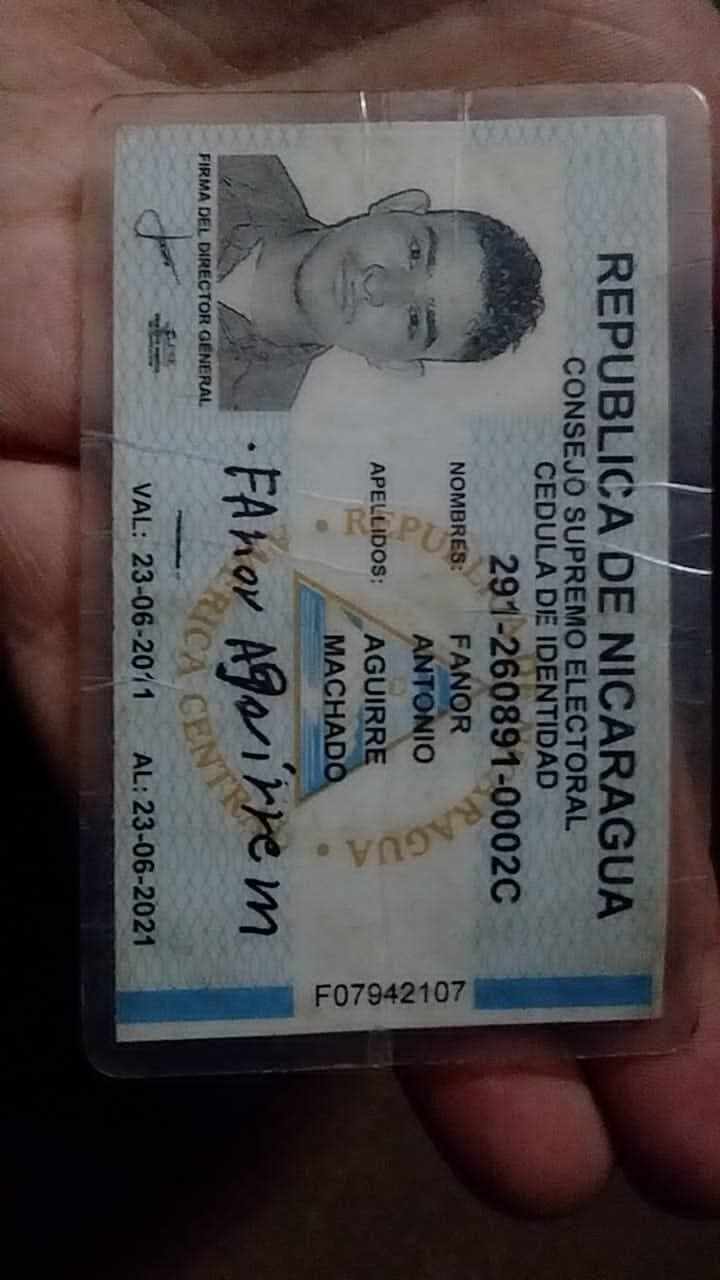 REPUBLICA DE NICARAGUA
CONSEJO SUPREMO ELECTORAL
CEDULA DE IDENTIDAD
291-260891-0002C
NOMBRES: FANOR
ANTONIO
APELLIDOS: AGUIRRE
MACHADO
REPUBLICA DE NICARAGUA
AMERICA CENTRAL
FAnor Aguirre m
FIRMA DEL DIRECTOR GENERAL
VAL: 23-06-2011 AL: 23-06-2021
F07942107